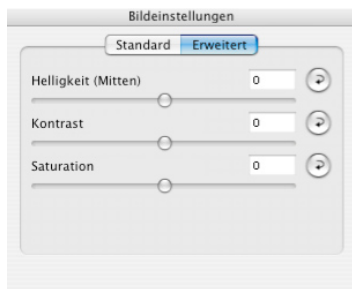 Bildeinstellungen
Standard Erweitert
Helligkeit (Mitten) 0
Kontrast 0
Saturation 0